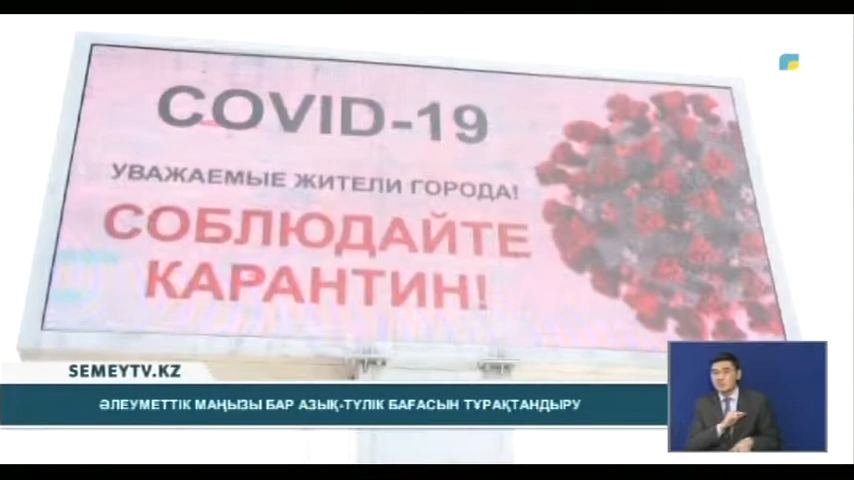 COVID-19
УВАЖАЕМЫЕ ЖИТЕЛИ ГОРОДА!
СОБЛЮДАЙТЕ
КАРАНТИН!
SEMEYTV.KZ
ӘЛЕУМЕТТІК МАҢЫЗЫ БАР АЗЫҚ-ТҮЛІК БАҒАСЫН ТҰРАҚТАНДЫРУ